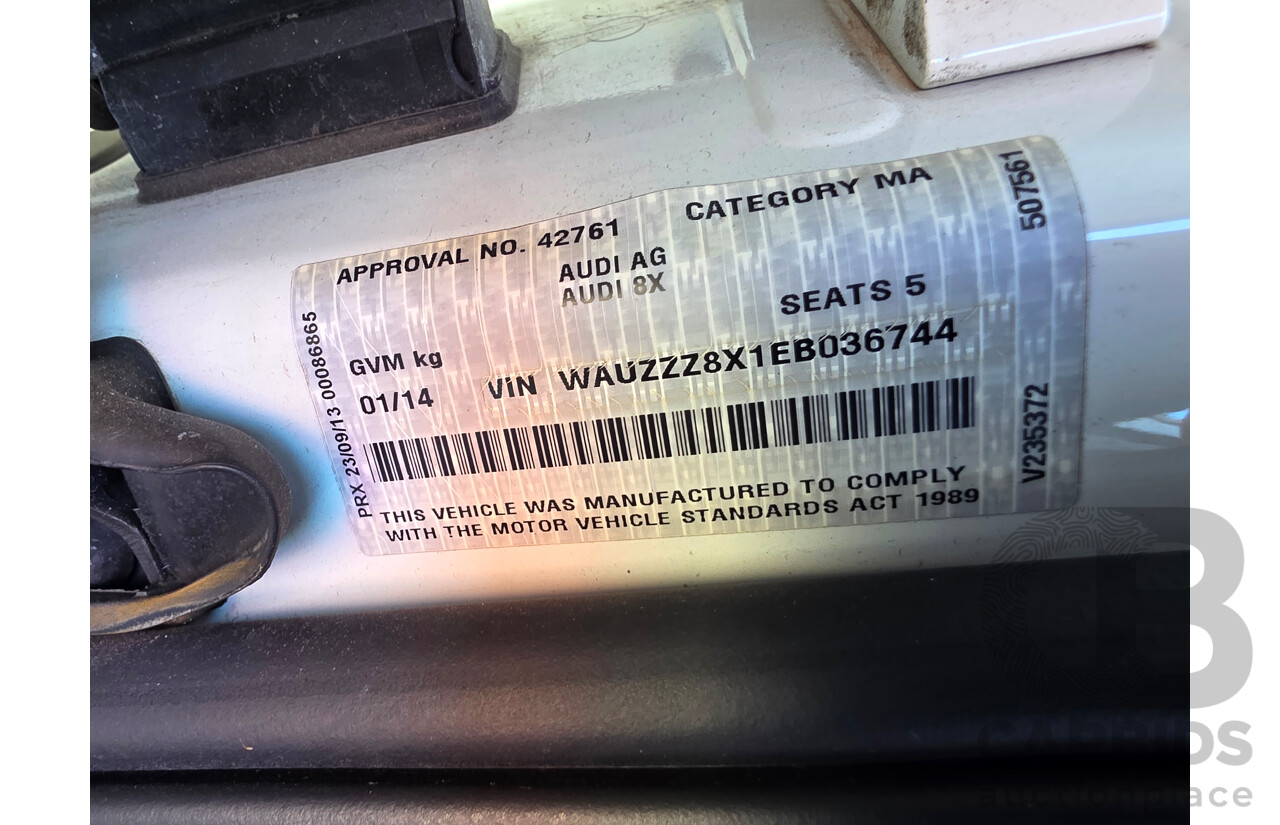 APPROVAL NO. 42761
CATEGORY MA
AUDI AG
AUDI 8X
SEATS 5
GVM kg
01/14
VIN WAUZZZ8X1EB036744
THIS VEHICLE WAS MANUFACTURED TO COMPLY
WITH THE MOTOR VEHICLE STANDARDS ACT 1989
PRX 23/09/13 00086865
507561
V2353372